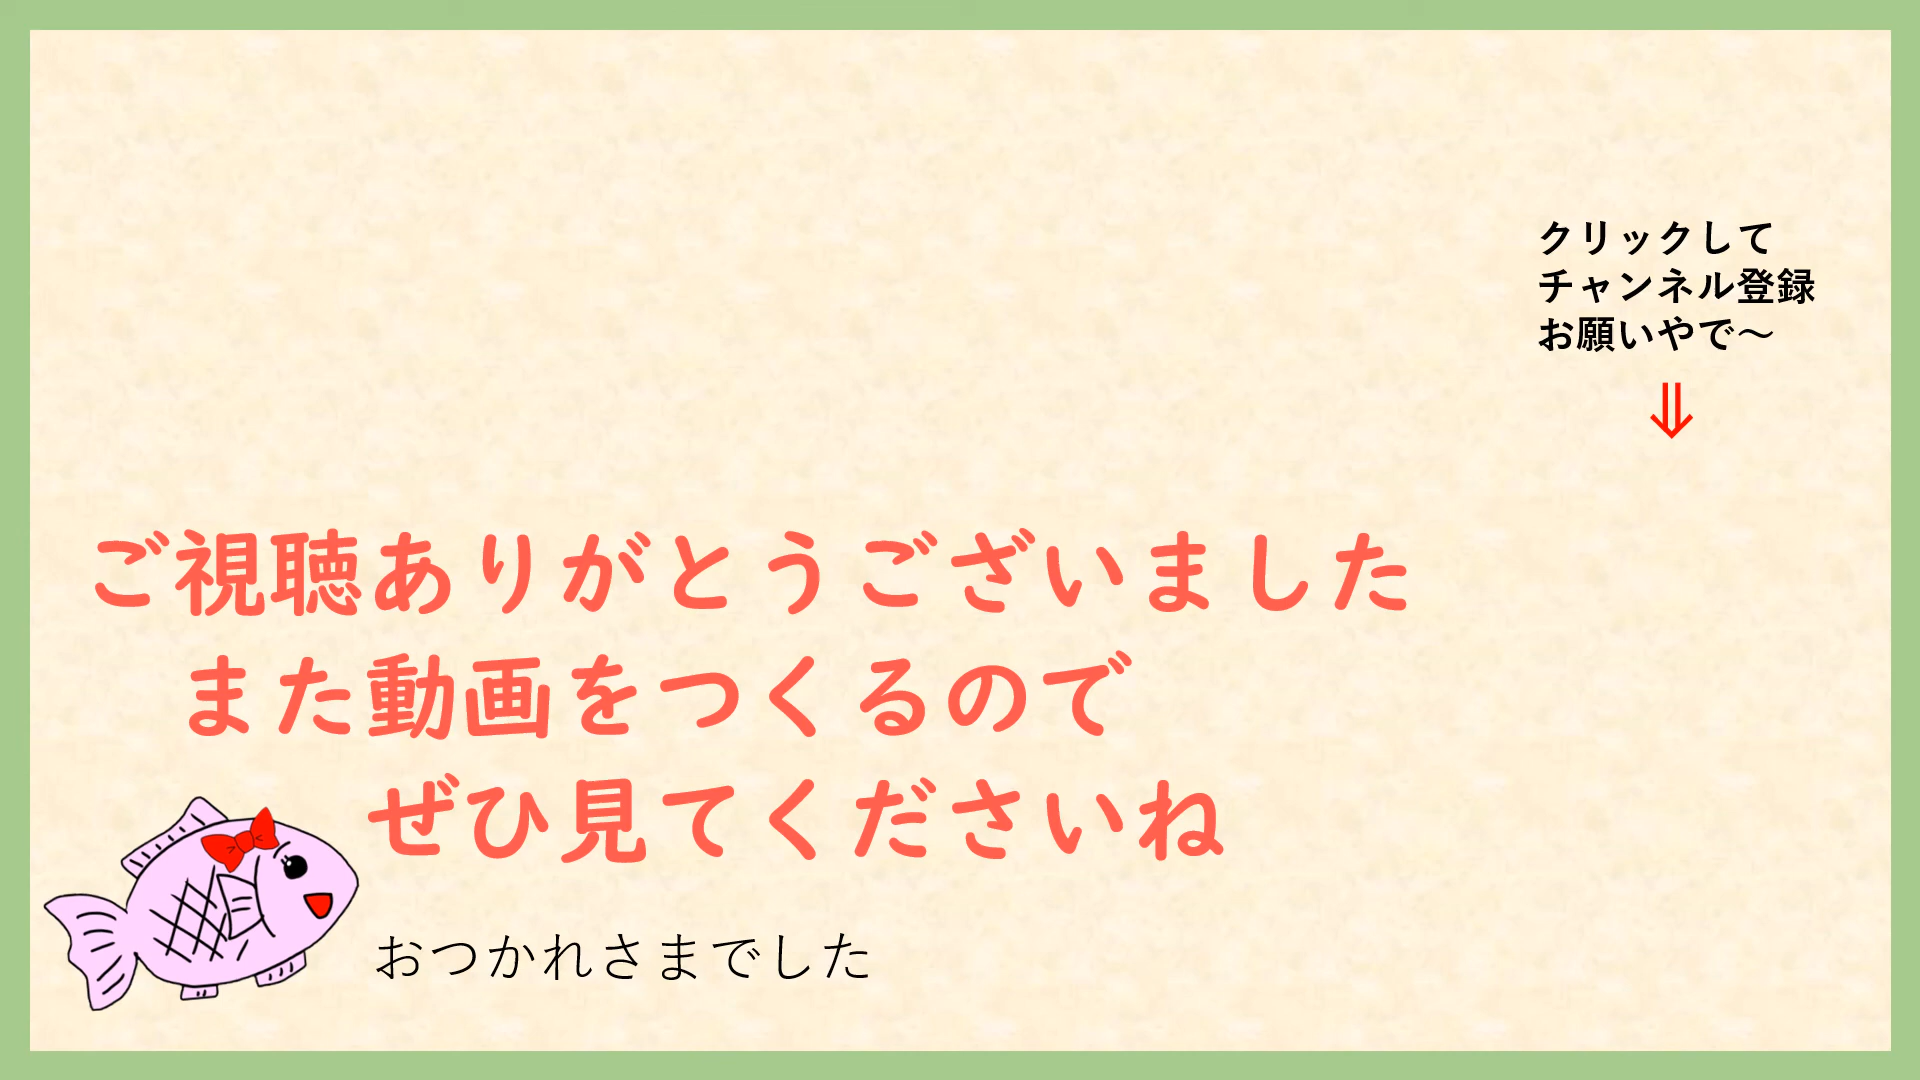 クリックして
チャンネル登録
お願いやで～
⇓
ご視聴ありがとうございました
また動画をつくるので
ぜひ見てくださいね
おつかれさまでした